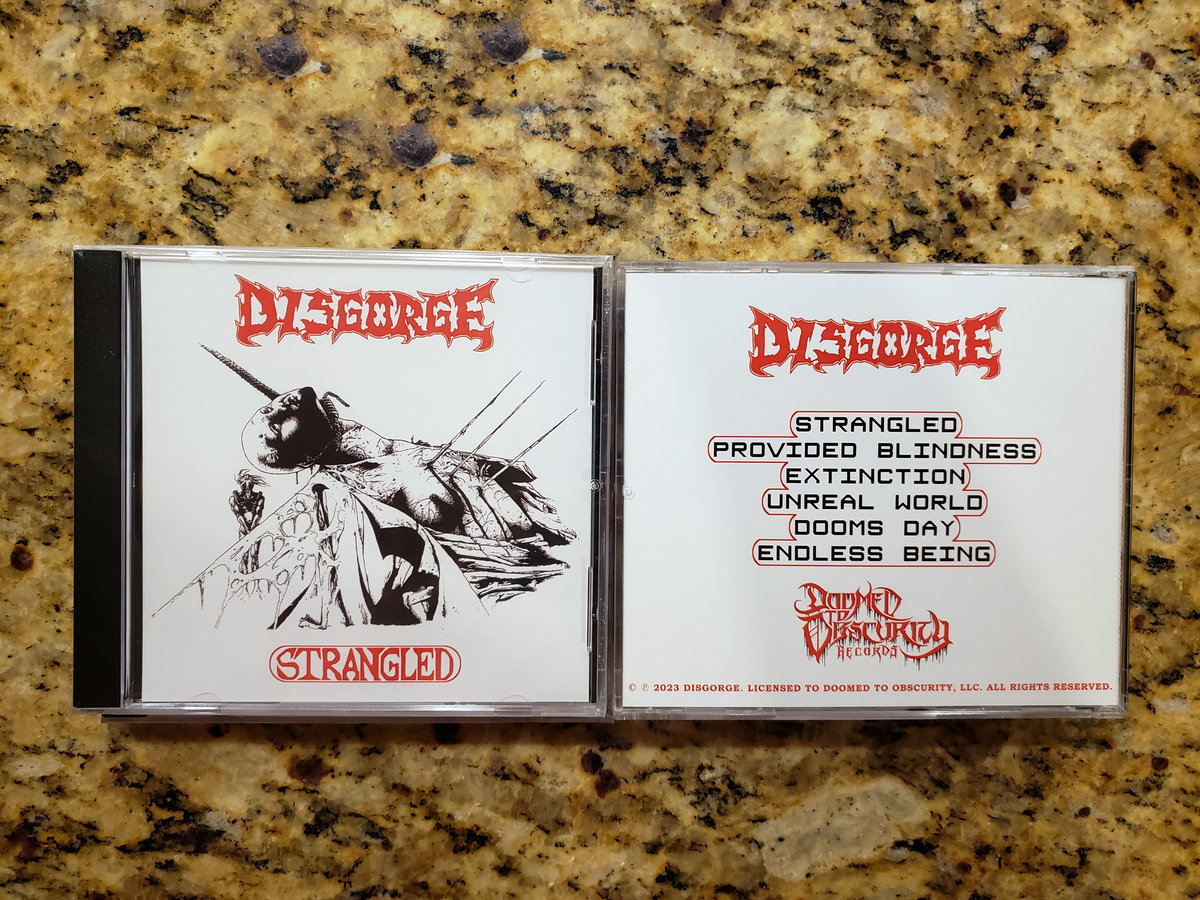 DISGORGE
STRANGLED
DISGORGE
STRANGLED
PROVIDED BLINDNESS
EXTINCTION
UNREAL WORLD
DOOMS DAY
ENDLESS BEING
DOOMED
TO
OBSCURITY
RECORDS
© ℗ 2023 DISGORGE. LICENSED TO DOOMED TO OBSCURITY, LLC. ALL RIGHTS RESERVED.